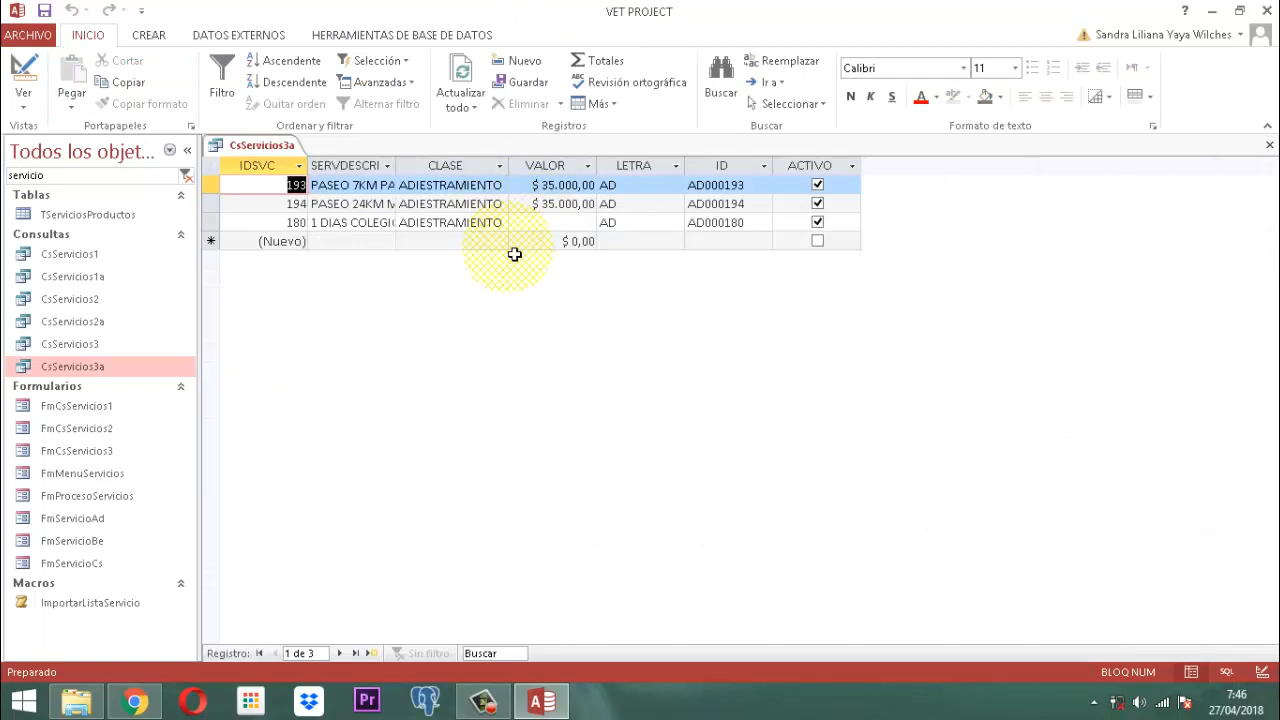 VET PROJECT
ARCHIVO INICIO CREAR DATOS EXTERNOS HERRAMIENTAS DE BASE DE DATOS Sandra Liliana Yaya Wilches
Ver
Vistas
Pegar
Cortar
Copiar
Copiar formato
Portapapeles
Filtro
Ascendente
Descendente
Quitar orden
Selección
Avanzadas
Alternar filtro
Ordenar y filtrar
Actualizar
todo
Nuevo
Guardar
Eliminar
Totales
Revisión ortográfica
Más
Registros
Buscar
Reemplazar
Ir a
Seleccionar
Buscar
Calibri 11
N K S A
Formato de texto
Todos los objet...
servicio
Tablas
TServiciosProductos
Consultas
CsServicios1
CsServicios1a
CsServicios2
CsServicios2a
CsServicios3
CsServicios3a
Formularios
FmCsServicios1
FmCsServicios2
FmCsServicios3
FmMenuServicios
FmProcesoServicios
FmServicioAd
FmServicioBe
FmServicioCs
Macros
ImportarListaServicio
CsServicios3a
IDSVC SERVDESCRI CLASE VALOR LETRA ID ACTIVO
193 PASEO 7KM PA ADIESTRAMIENTO $ 35.000,00 AD AD000193
194 PASEO 24KM M ADIESTRAMIENTO $ 35.000,00 AD AD000194
180 1 DIAS COLEGI ADIESTRAMIENTO AD AD000180
(Nuevo) $ 0,00
Registro: 1 de 3 Sin filtro Buscar
Preparado BLOQ NUM SQL
Pr A
7:46
27/04/2018